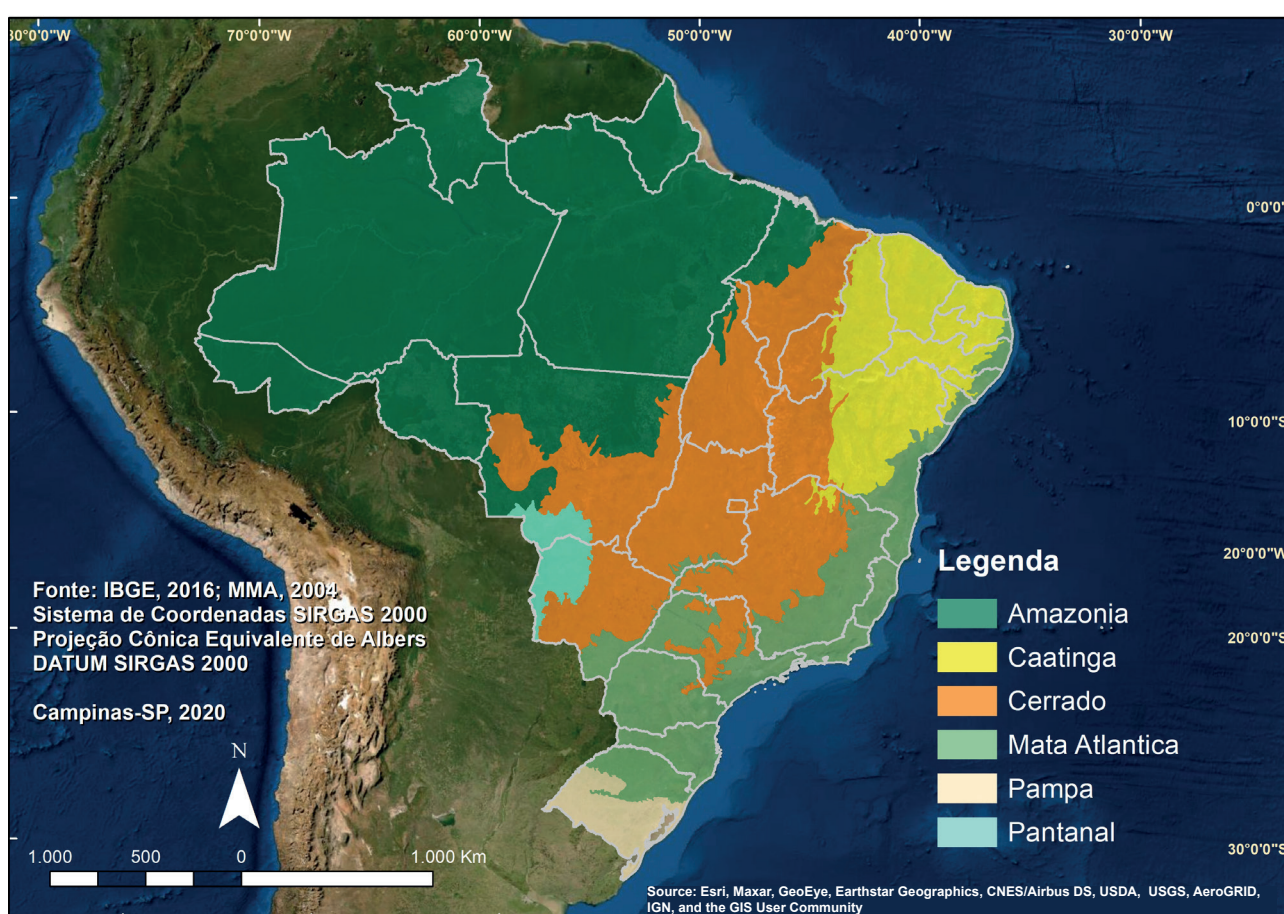 80°0'0"W 70°0'0"W 60°0'0"W 50°0'0"W 40°0'0"W 30°0'0"W
0°0'0"
10°0'0"S
20°0'0"W
20°0'0"S
30°0'0"S
Legenda
Amazonia
Caatinga
Cerrado
Mata Atlantica
Pampa
Pantanal
Fonte: IBGE, 2016; MMA, 2004
Sistema de Coordenadas SIRGAS 2000
Projeção Cônica Equivalente de Albers
DATUM SIRGAS 2000
Campinas-SP, 2020
N
1.000 500 0 1.000 Km
Source: Esri, Maxar, GeoEye, Earthstar Geographics, CNES/Airbus DS, USDA, USGS, AeroGRID,
IGN, and the GIS User Community